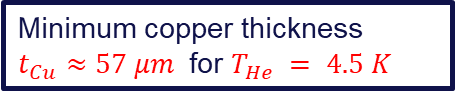 Minimum copper thickness
t_Cu ≈ 57 μm for T_He = 4.5 K